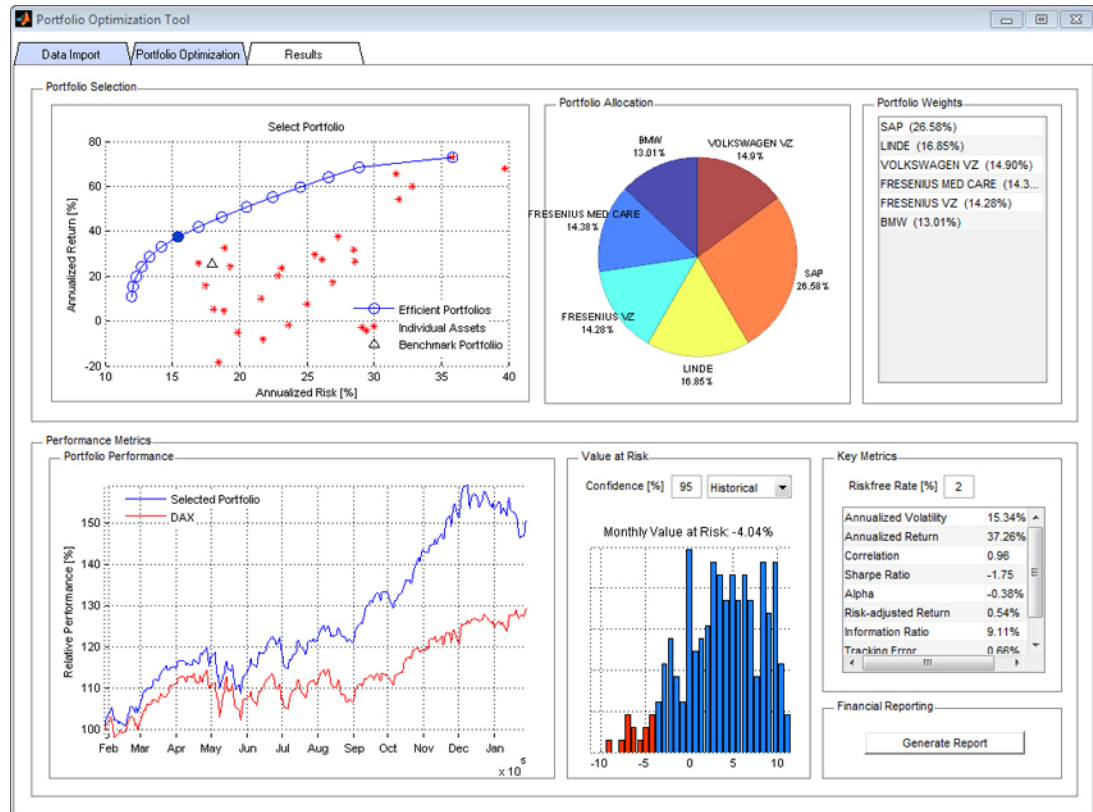 Portfolio Optimization Tool
Data Import
Portfolio Optimization
Results
Portfolio Selection
Select Portfolio
Annualized Return [%]
80
60
40
20
0
-20
10 15 20 25 30 35 40
Annualized Risk [%]
Efficient Portfolios
Individual Assets
Benchmark Portfolio
Portfolio Allocation
BMW
13.01%
VOLKSWAGEN VZ
14.9%
FRESENIUS MED CARE
14.38%
SAP
26.58%
FRESENIUS VZ
14.28%
LINDE
16.85%
Portfolio Weights
SAP (26.58%)
LINDE (16.85%)
VOLKSWAGEN VZ (14.90%)
FRESENIUS MED CARE (14.3...
FRESENIUS VZ (14.28%)
BMW (13.01%)
Performance Metrics
Portfolio Performance
Selected Portfolio
DAX
Relative Performance [%]
150
140
130
120
110
100
Feb Mar Apr May Jun Jul Aug Sep Oct Nov Dec Jan
x 10^5
Value at Risk
Confidence [%] 95 Historical
Monthly Value at Risk: -4.04%
-10 -5 0 5 10
Key Metrics
Riskfree Rate [%] 2
Annualized Volatility 15.34%
Annualized Return 37.26%
Correlation 0.96
Sharpe Ratio -1.75
Alpha -0.38%
Risk-adjusted Return 0.54%
Information Ratio 9.11%
Tracking Error 0.66%
Financial Reporting
Generate Report